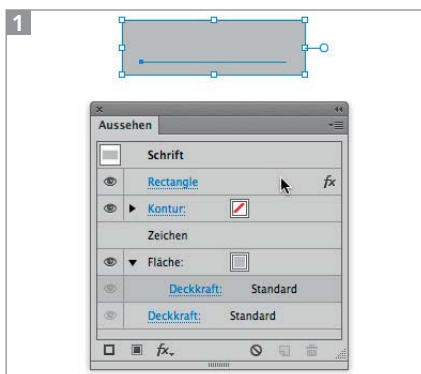 1
Aussehen
Schrift
Rectangle fx
Kontur:
Zeichen
Fläche:
Deckkraft: Standard
Deckkraft: Standard
fx